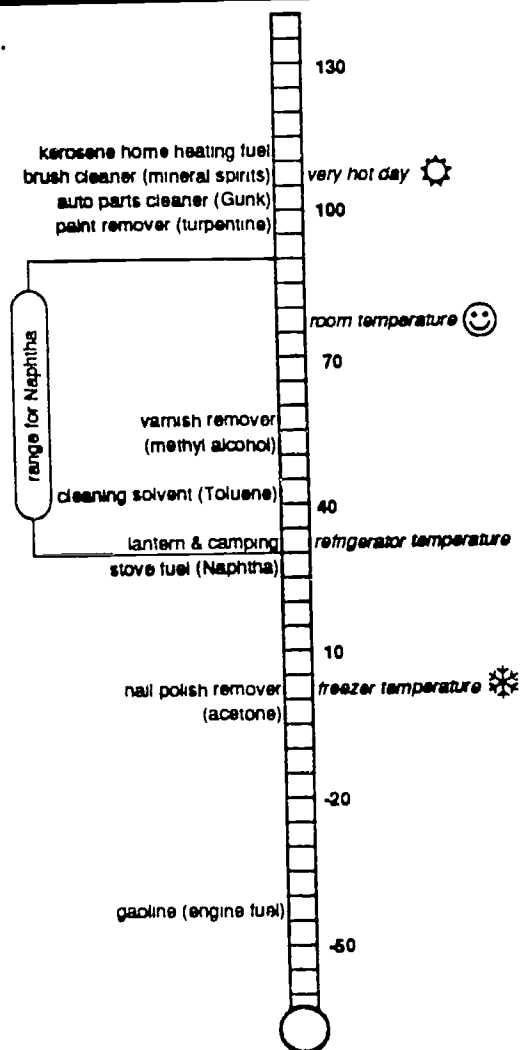 130
kerosene home heating fuel
brush cleaner (mineral spirits) very hot day
auto parts cleaner (Gunk)
100
paint remover (turpentine)
room temperature
70
range for Naphtha
varnish remover
(methyl alcohol)
cleaning solvent (Toluene)
40
lantern & camping refrigerator temperature
stove fuel (Naphtha)
10
nail polish remover freezer temperature
(acetone)
-20
gaoline (engine fuel)
-50